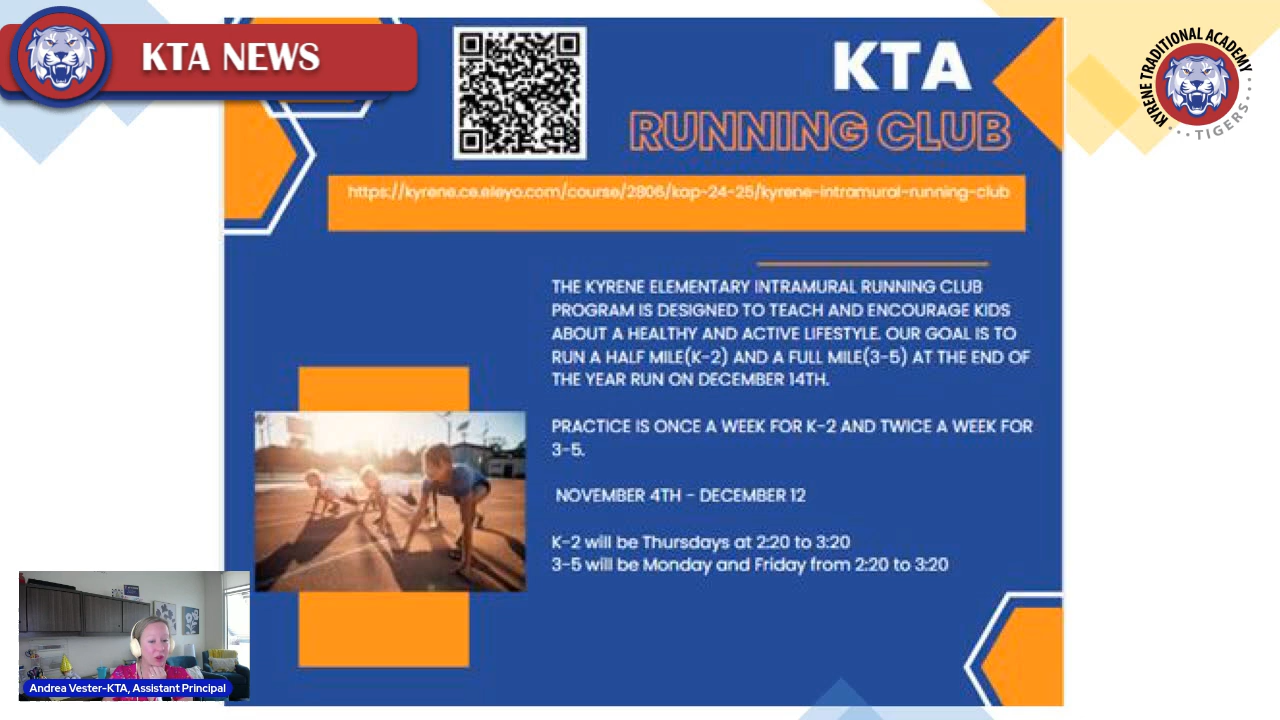 KTA NEWS
KTA
RUNNING CLUB
https://kyrene.ce.eleyo.com/course/2806/kap-24-25/kyrene-intramural-running-club
THE KYRENE ELEMENTARY INTRAMURAL RUNNING CLUB
PROGRAM IS DESIGNED TO TEACH AND ENCOURAGE KIDS
ABOUT A HEALTHY AND ACTIVE LIFESTYLE. OUR GOAL IS TO
RUN A HALF MILE(K-2) AND A FULL MILE(3-5) AT THE END OF
THE YEAR RUN ON DECEMBER 14TH.
PRACTICE IS ONCE A WEEK FOR K-2 AND TWICE A WEEK FOR
3-5.
NOVEMBER 4TH - DECEMBER 12
K-2 will be Thursdays at 2:20 to 3:20
3-5 will be Monday and Friday from 2:20 to 3:20
KYRENE TRADITIONAL ACADEMY
···TIGERS···
Andrea Vester-KTA, Assistant Principal